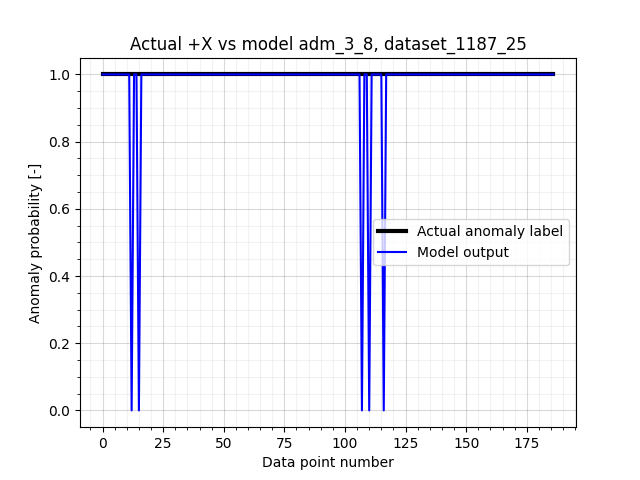 Actual +X vs model adm_3_8, dataset_1187_25
Anomaly probability [-]
1.0
0.8
0.6
0.4
0.2
0.0
Actual anomaly label
Model output
0 25 50 75 100 125 150 175
Data point number